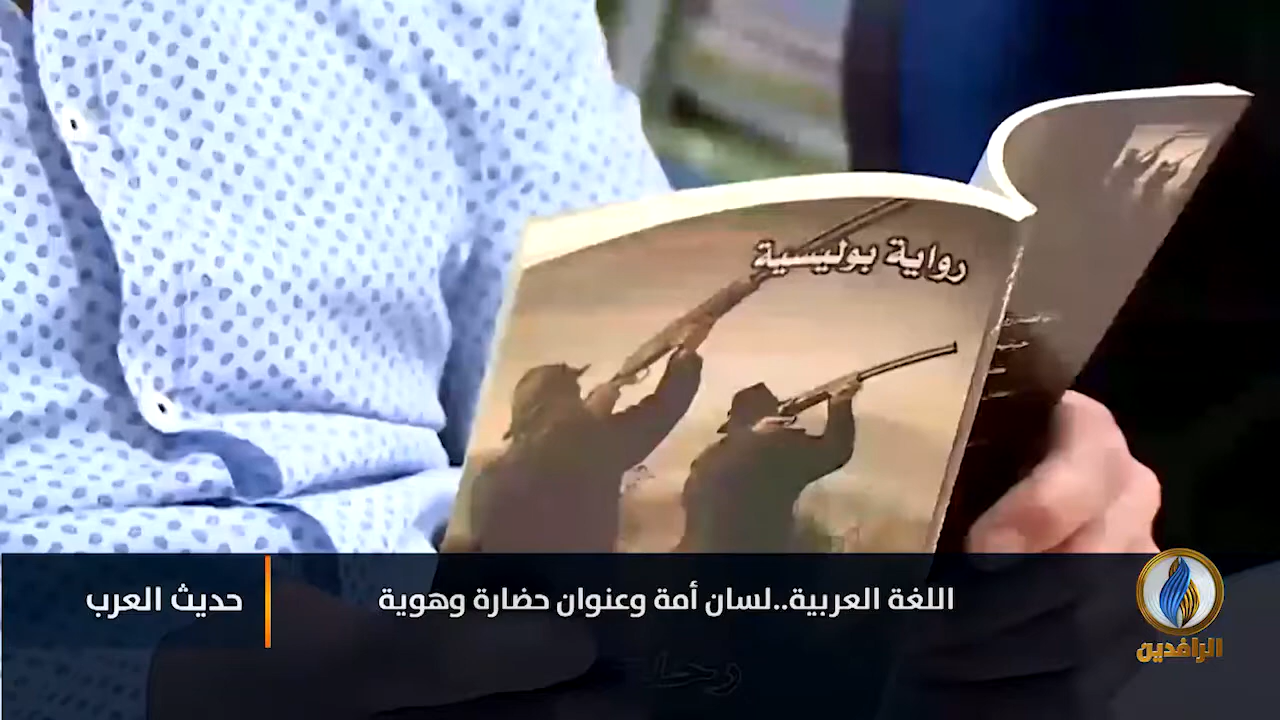 رواية بوليسية
اللغة العربية..لسان أمة وعنوان حضارة وهوية
حديث العرب
الرافدين